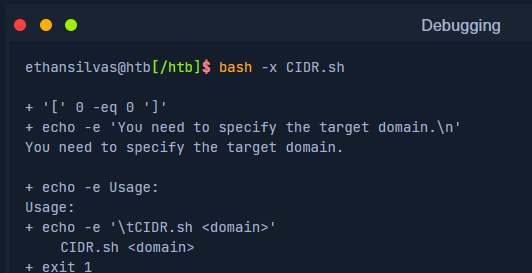 Debugging
ethansilvas@htb[/htb]$ bash -x CIDR.sh
+ '[' 0 -eq 0 ']'
+ echo -e 'You need to specify the target domain.\n'
You need to specify the target domain.
+ echo -e Usage:
Usage:
+ echo -e '\tCIDR.sh <domain>'
CIDR.sh <domain>
+ exit 1